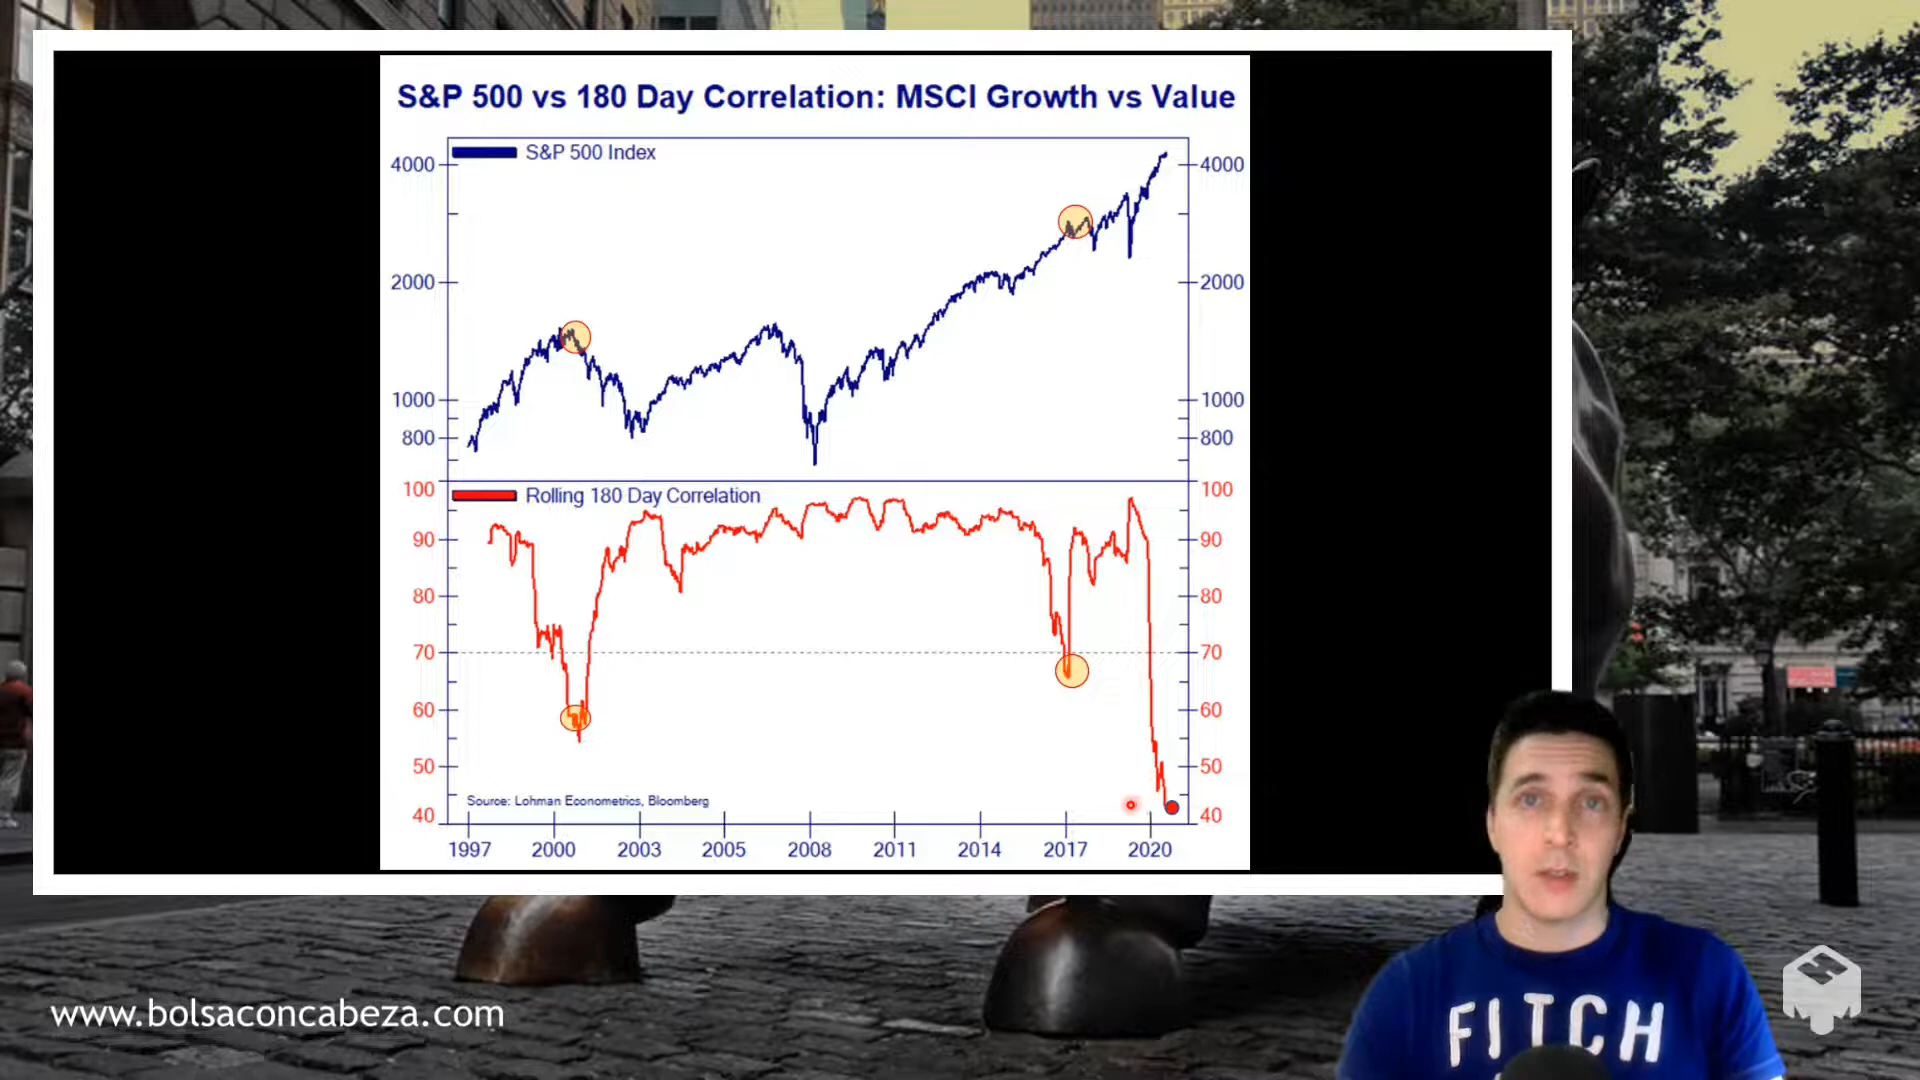 S&P 500 vs 180 Day Correlation: MSCI Growth vs Value
S&P 500 Index
4000 4000
2000 2000
1000 1000
800 800
100 Rolling 180 Day Correlation 100
90 90
80 80
70 70
60 60
50 50
Source: Lohman Econometrics, Bloomberg
40 40
1997 2000 2003 2005 2008 2011 2014 2017 2020
www.bolsaconcabeza.com
FITCH